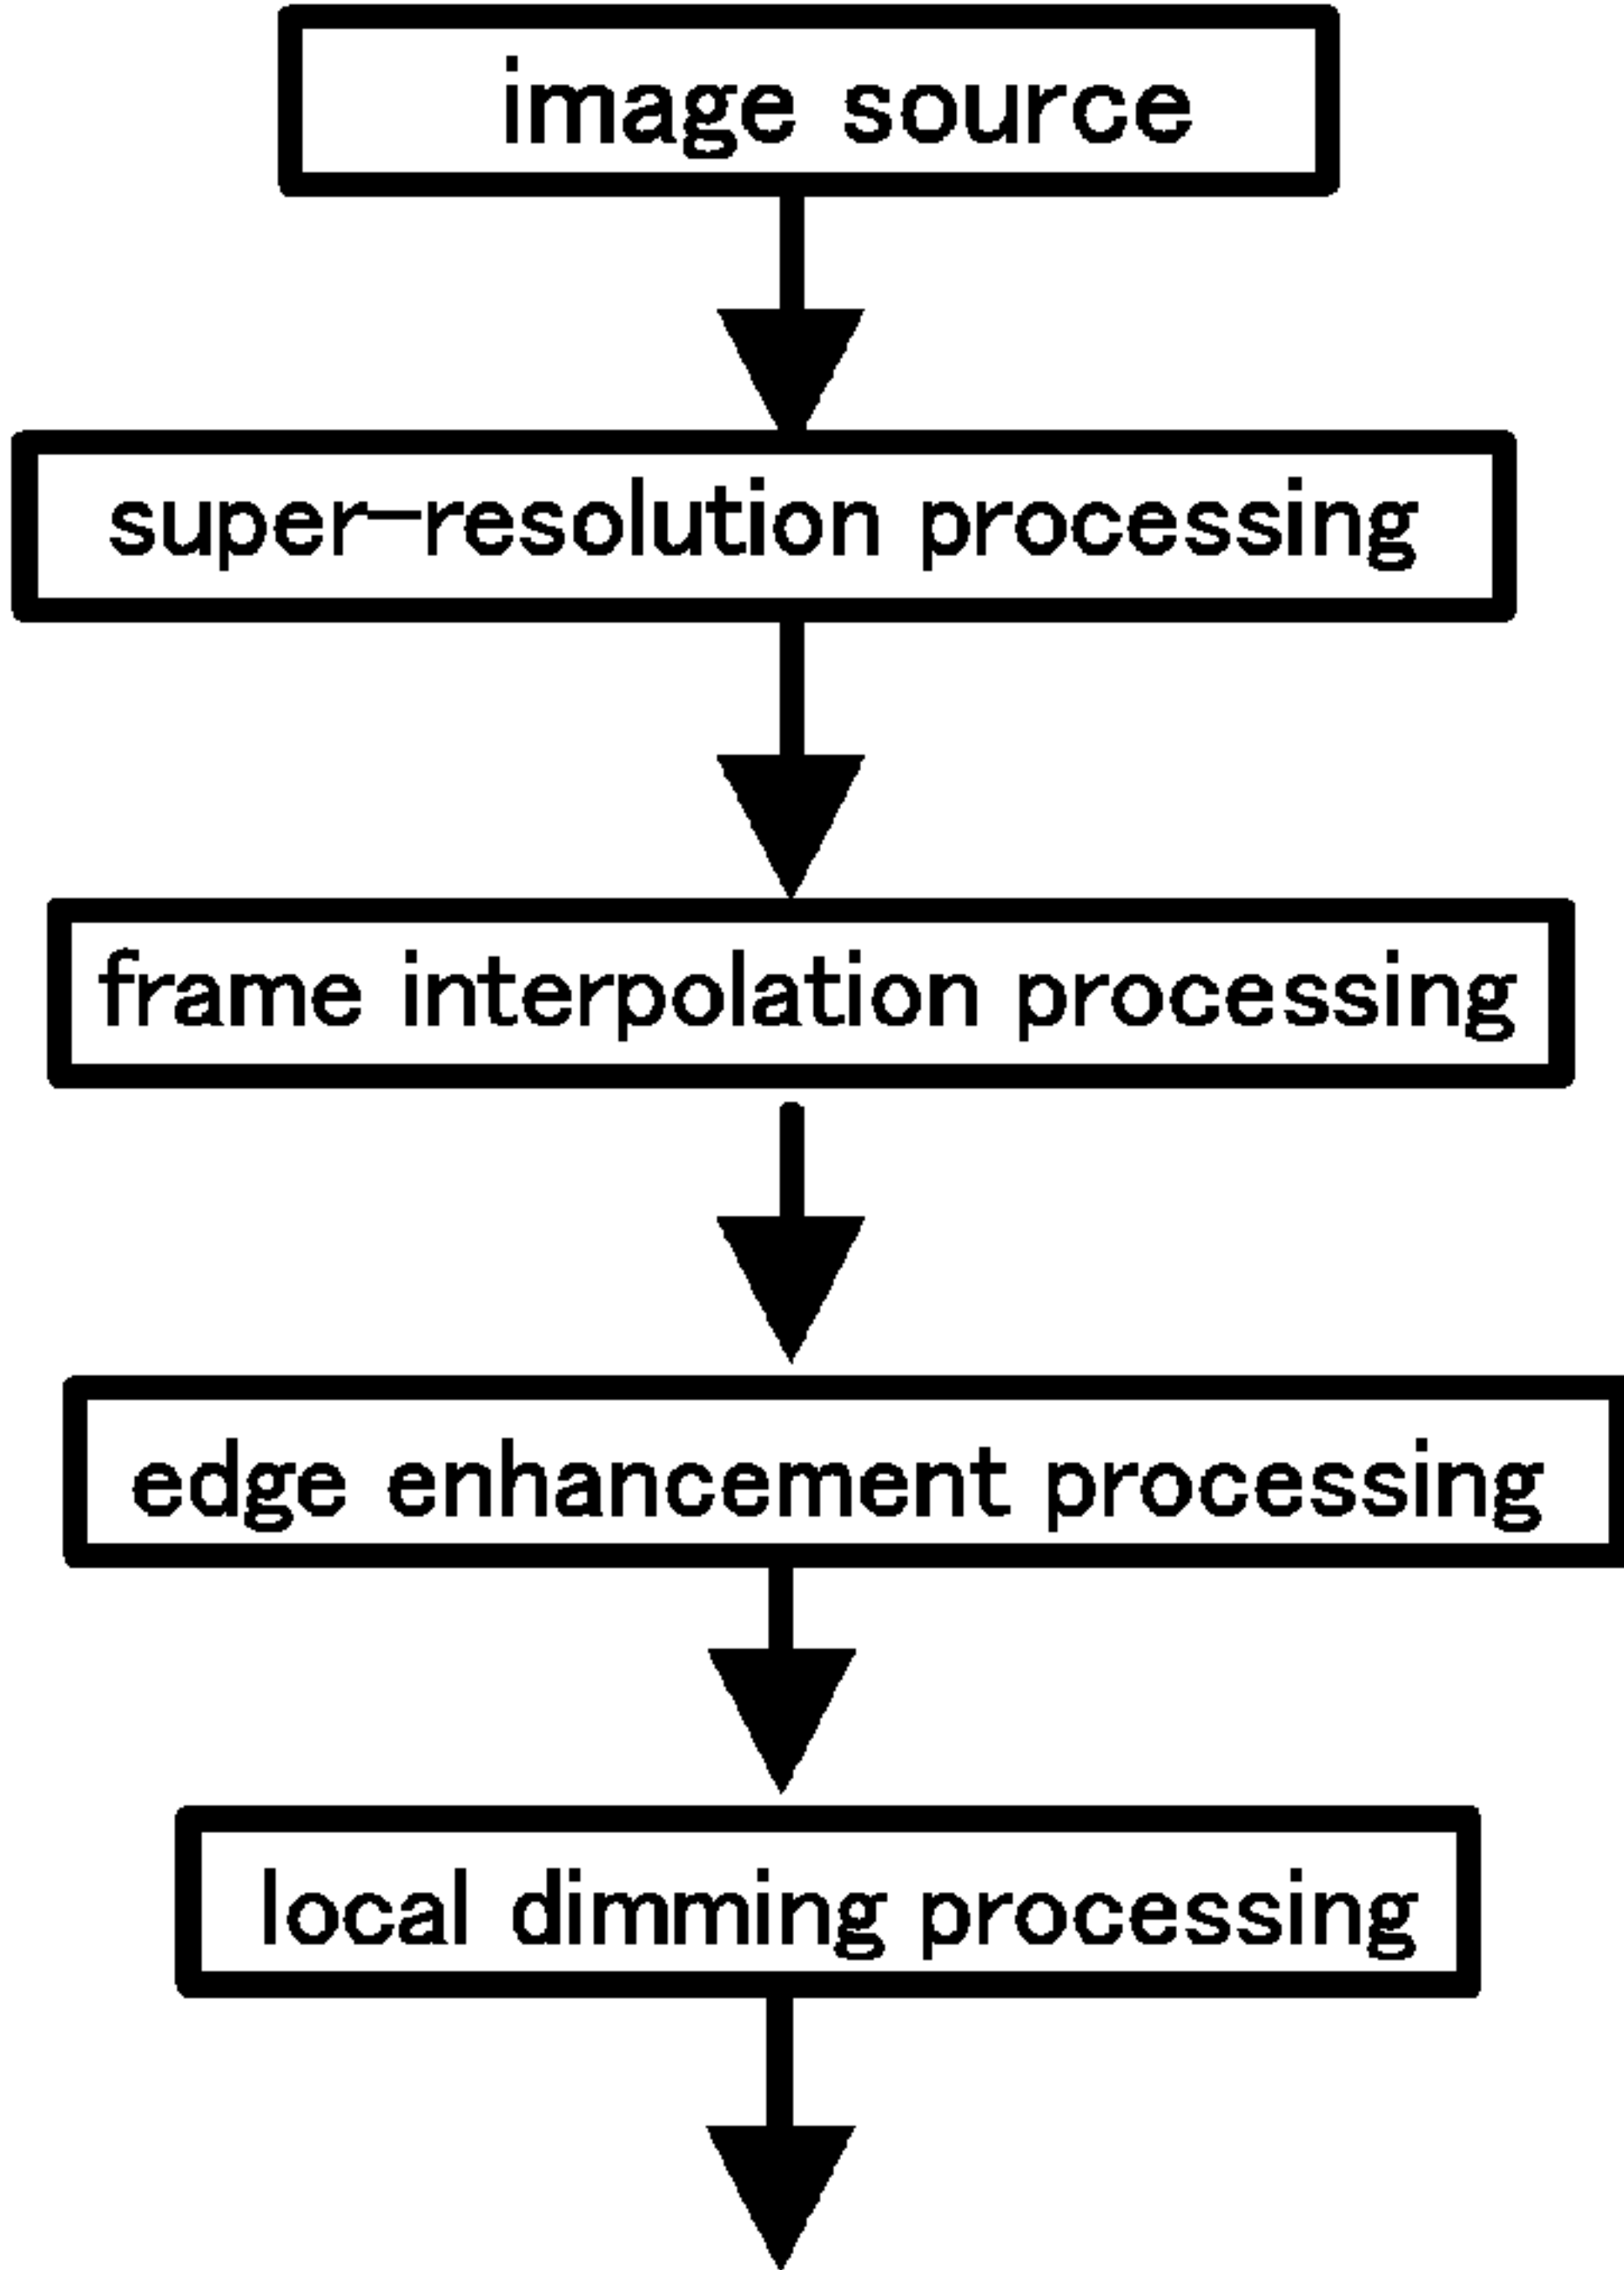 image source
super-resolution processing
frame interpolation processing
edge enhancement processing
local dimming processing